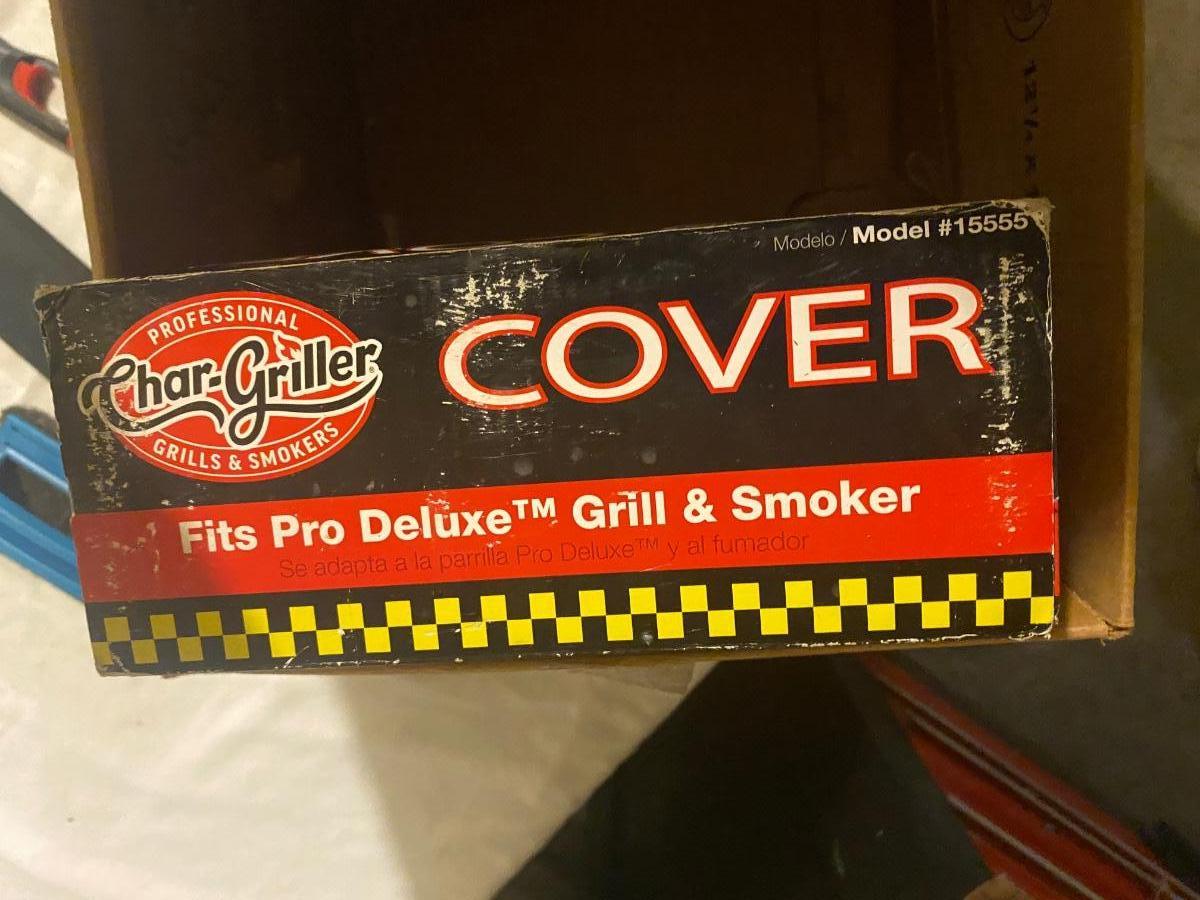 Modelo / Model #15555
PROFESSIONAL
Char-Griller®
GRILLS & SMOKERS
COVER
Fits Pro Deluxe™ Grill & Smoker
Se adapta a la parrilla Pro Deluxe™ y al fumador